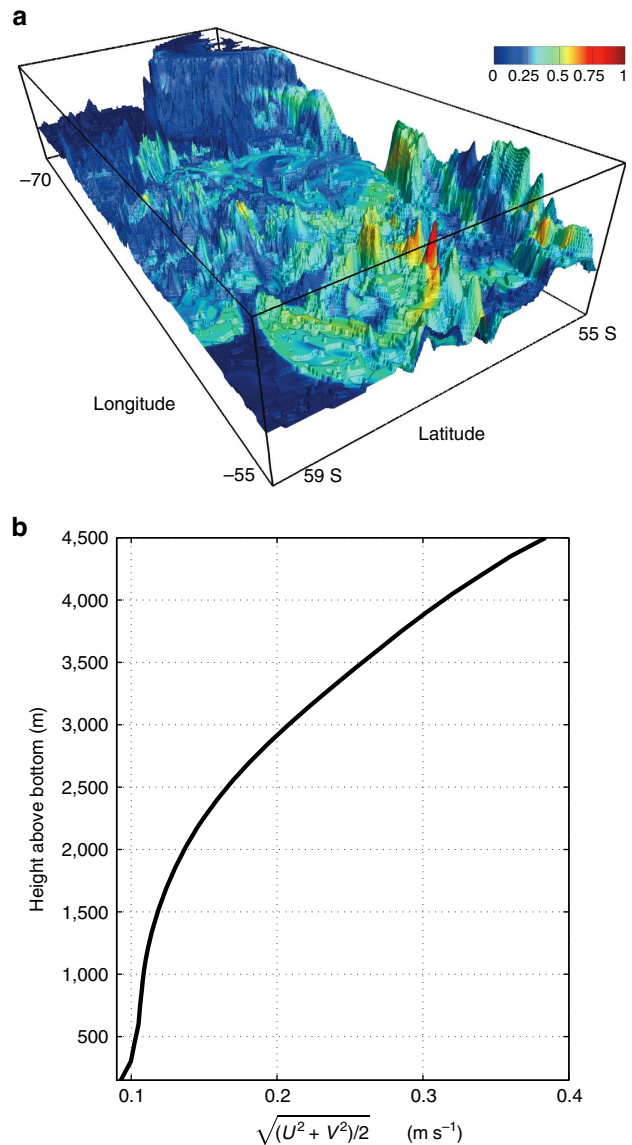 a
0 0.25 0.5 0.75 1
–70
55 S
Longitude
Latitude
–55
59 S
b
4,500
4,000
3,500
3,000
2,500
2,000
1,500
1,000
500
Height above bottom (m)
0.1 0.2 0.3 0.4
√(U² + V²)/2 (m s⁻¹)